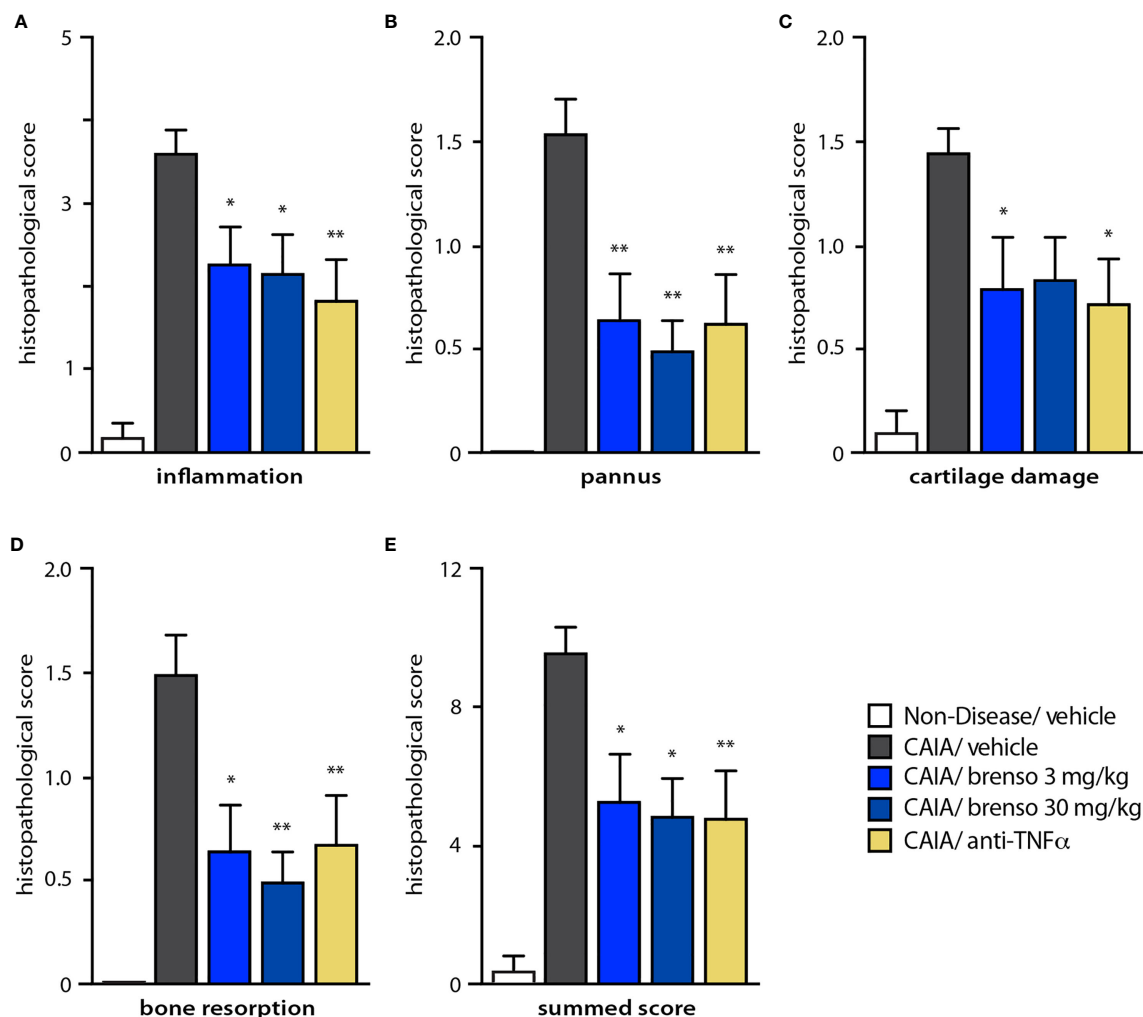 A
5
3
1
0
histopathological score
*
*
**
inflammation
B
2.0
1.5
1.0
0.5
0
histopathological score
**
**
**
pannus
C
2.0
1.5
1.0
0.5
0
histopathological score
*
*
cartilage damage
D
2.0
1.5
1.0
0.5
0
histopathological score
*
**
**
bone resorption
E
12
8
4
0
histopathological score
*
*
**
summed score
Non-Disease/ vehicle
CAIA/ vehicle
CAIA/ brenso 3 mg/kg
CAIA/ brenso 30 mg/kg
CAIA/ anti-TNFα